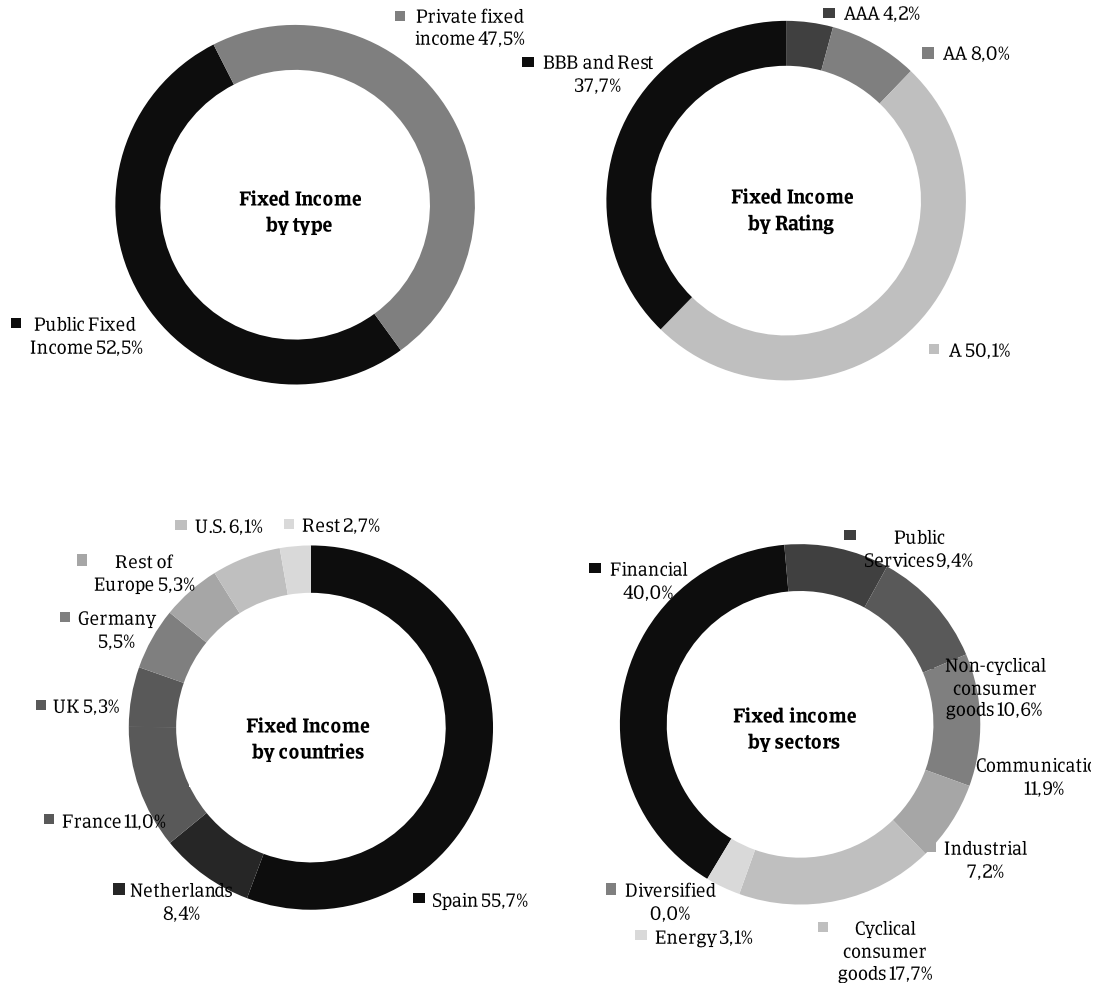 Private fixed
income 47,5%
Fixed Income
by type
Public Fixed
Income 52,5%
AAA 4,2%
AA 8,0%
BBB and Rest
37,7%
Fixed Income
by Rating
A 50,1%
U.S. 6,1%
Rest 2,7%
Rest of
Europe 5,3%
Germany
5,5%
UK 5,3%
Fixed Income
by countries
France 11,0%
Netherlands
8,4%
Spain 55,7%
Public
Services 9,4%
Financial
40,0%
Non-cyclical
consumer
goods 10,6%
Fixed income
by sectors
Communicatio
11,9%
Industrial
7,2%
Diversified
0,0%
Energy 3,1%
Cyclical
consumer
goods 17,7%